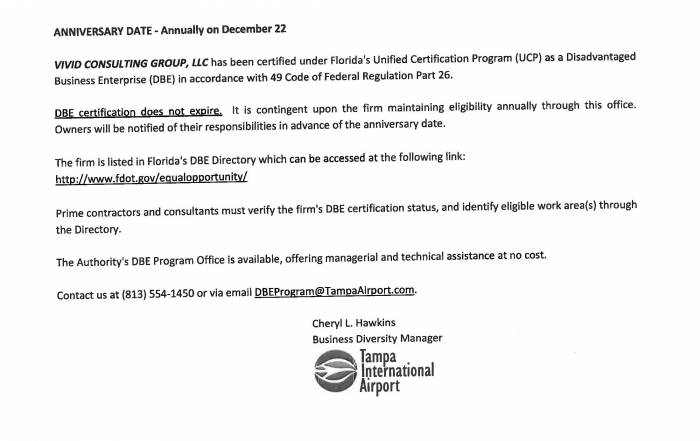 ANNIVERSARY DATE - Annually on December 22
VIVID CONSULTING GROUP, LLC has been certified under Florida's Unified Certification Program (UCP) as a Disadvantaged
Business Enterprise (DBE) in accordance with 49 Code of Federal Regulation Part 26.
DBE certification does not expire. It is contingent upon the firm maintaining eligibility annually through this office.
Owners will be notified of their responsibilities in advance of the anniversary date.
The firm is listed in Florida's DBE Directory which can be accessed at the following link:
http://www.fdot.gov/equalopportunity/
Prime contractors and consultants must verify the firm's DBE certification status, and identify eligible work area(s) through
the Directory.
The Authority's DBE Program Office is available, offering managerial and technical assistance at no cost.
Contact us at (813) 554-1450 or via email DBEProgram@TampaAirport.com.
Cheryl L. Hawkins
Business Diversity Manager
Tampa
International
Airport